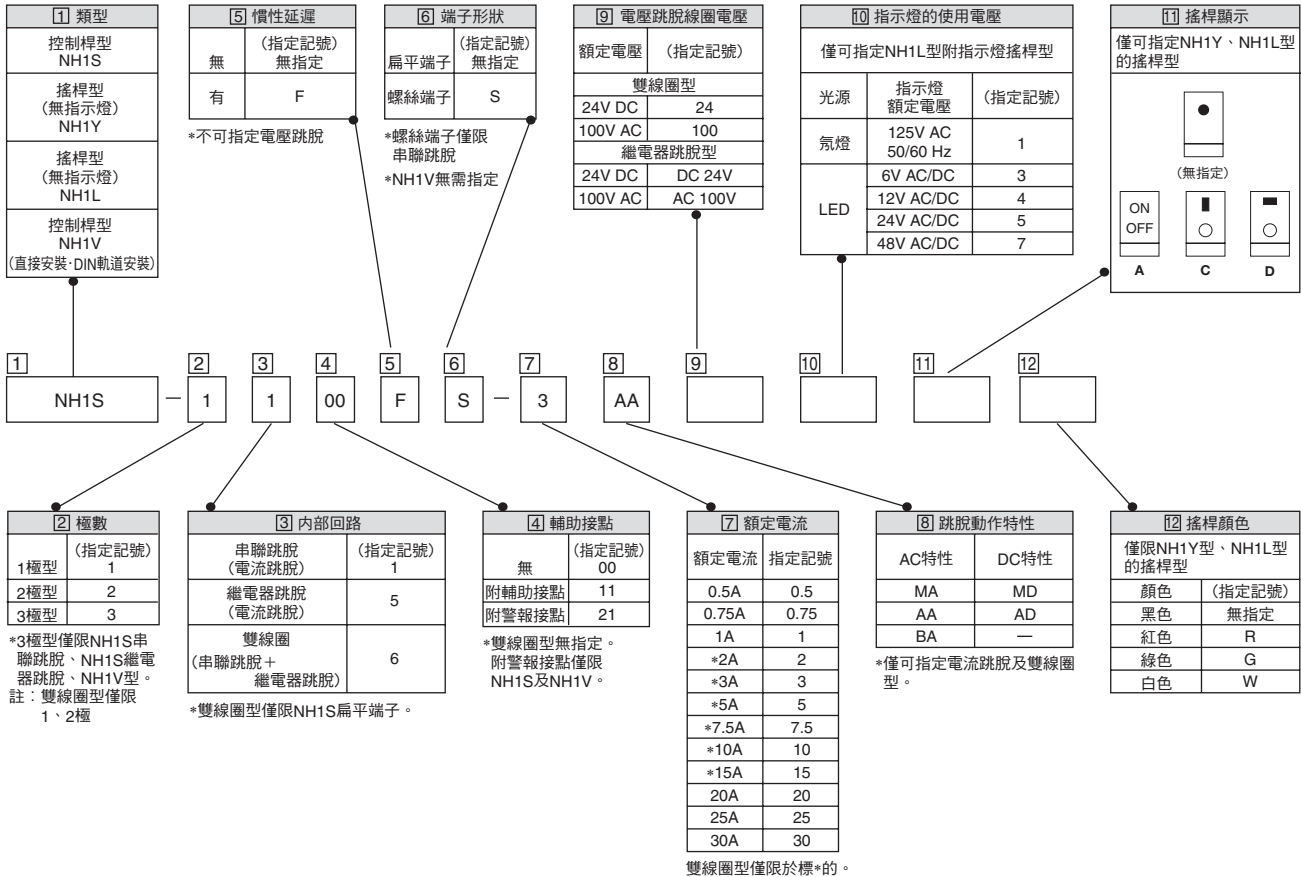 1 類型
控制桿型
NH1S
搖桿型
(無指示燈)
NH1Y
搖桿型
(無指示燈)
NH1L
控制桿型
NH1V
(直接安裝·DIN軌道安裝)
5 慣性延遲
無
(指定記號)
無指定
有
F
*不可指定電壓跳脫
6 端子形狀
扁平端子
(指定記號)
無指定
螺絲端子
S
*螺絲端子僅限
串聯跳脫
*NH1V無需指定
9 電壓跳脫線圈電壓
額定電壓 (指定記號)
雙線圈型
24V DC 24
100V AC 100
繼電器跳脫型
24V DC DC 24V
100V AC AC 100V
10 指示燈的使用電壓
僅可指定NH1L型附指示燈搖桿型
光源
指示燈
額定電壓
(指定記號)
氖燈
125V AC
50/60 Hz
1
LED
6V AC/DC 3
12V AC/DC 4
24V AC/DC 5
48V AC/DC 7
11 搖桿顯示
僅可指定NH1Y、NH1L型
的搖桿型
(無指定)
ON
OFF
A C D
1 2 3 4 5 6 7 8 9 10 11 12
NH1S – 1 1 00 F S – 3 AA
2 極數
1極型
(指定記號)
1
2極型 2
3極型 3
*3極型僅限NH1S串
聯跳脫、NH1S繼電
器跳脫、NH1V型。
註：雙線圈型僅限
1、2極
3 內部回路
串聯跳脫
(電流跳脫)
(指定記號)
1
繼電器跳脫
(電流跳脫)
5
雙線圈
(串聯跳脫＋
繼電器跳脫)
6
*雙線圈型僅限NH1S扁平端子。
4 輔助接點
無
(指定記號)
00
附輔助接點 11
附警報接點 21
*雙線圈型無指定。
附警報接點僅限
NH1S及NH1V。
7 額定電流
額定電流 指定記號
0.5A 0.5
0.75A 0.75
1A 1
*2A 2
*3A 3
*5A 5
*7.5A 7.5
*10A 10
*15A 15
20A 20
25A 25
30A 30
雙線圈型僅限於標*的。
8 跳脫動作特性
AC特性 DC特性
MA MD
AA AD
BA —
*僅可指定電流跳脫及雙線圈
型。
12 搖桿顏色
僅限NH1Y型、NH1L型
的搖桿型
顏色 (指定記號)
黑色 無指定
紅色 R
綠色 G
白色 W